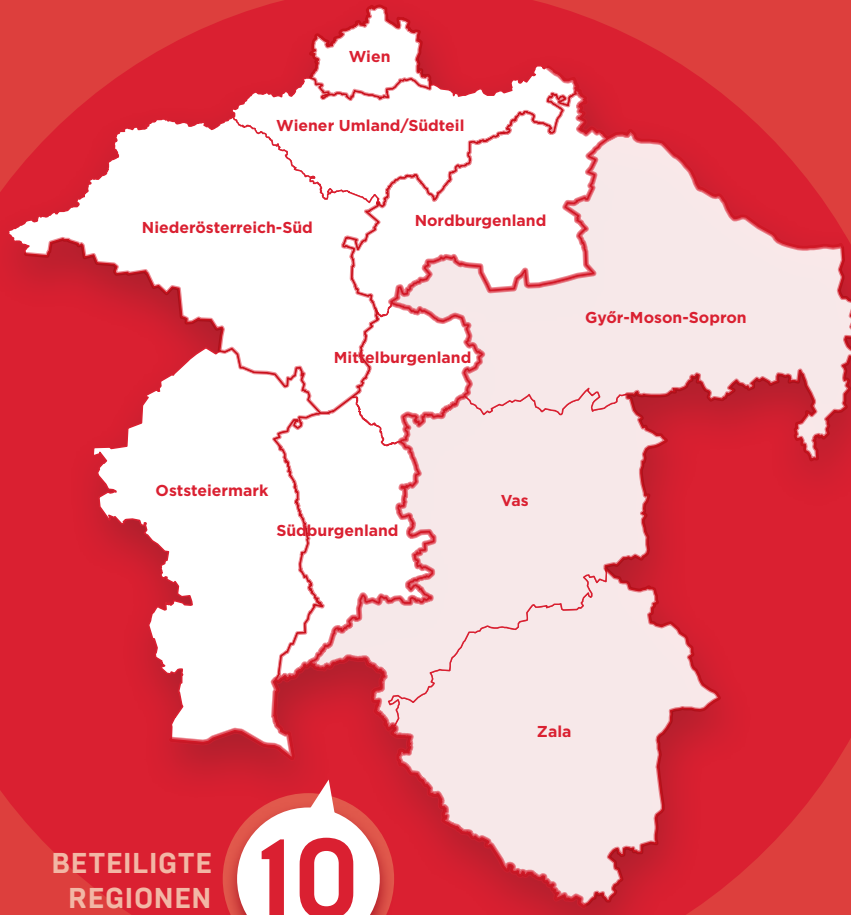 Wien
Wiener Umland/Südteil
Niederösterreich-Süd
Nordburgenland
Győr-Moson-Sopron
Mittelburgenland
Oststeiermark
Vas
Südburgenland
Zala
BETEILIGTE
REGIONEN
10